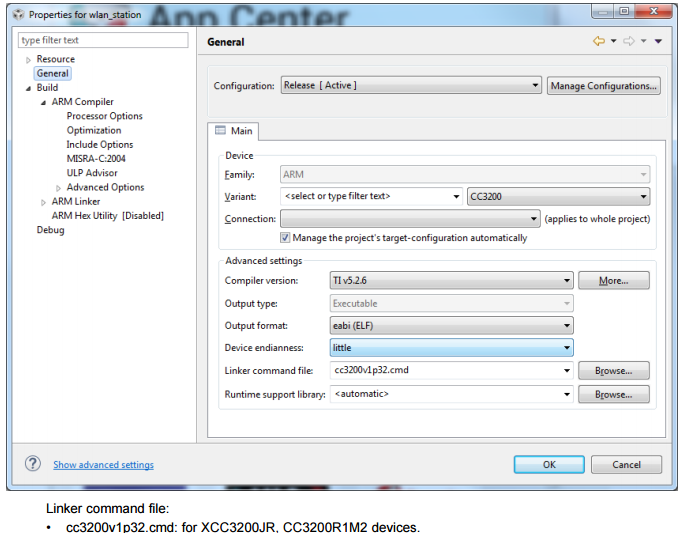 Properties for wlan_station
App Center
type filter text
Resource
General
Build
ARM Compiler
Processor Options
Optimization
Include Options
MISRA-C:2004
ULP Advisor
Advanced Options
ARM Linker
ARM Hex Utility [Disabled]
Debug
General
Configuration: Release [ Active ] Manage Configurations...
Main
Device
Family: ARM
Variant: <select or type filter text> CC3200
Connection: (applies to whole project)
Manage the project's target-configuration automatically
Advanced settings
Compiler version: TI v5.2.6 More...
Output type: Executable
Output format: eabi (ELF)
Device endianness: little
Linker command file: cc3200v1p32.cmd Browse...
Runtime support library: <automatic> Browse...
? Show advanced settings OK Cancel
Linker command file:
• cc3200v1p32.cmd: for XCC3200JR, CC3200R1M2 devices.